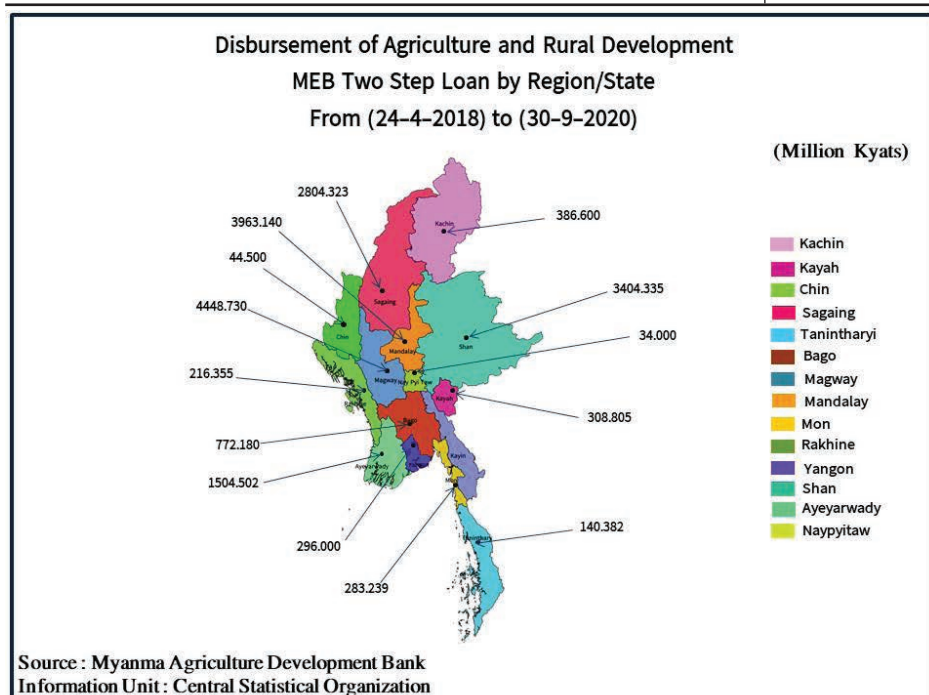 Disbursement of Agriculture and Rural Development
MEB Two Step Loan by Region/State
From (24-4-2018) to (30-9-2020)
(Million Kyats)
2804.323
3963.140
44.500
4448.730
216.355
772.180
1504.502
296.000
283.239
386.600
3404.335
34.000
308.805
140.382
Kachin
Sagaing
Chin
Mandalay
Shan
Magway
Nay Pyi Taw
Kayah
Bago
Ayeyarwady
Yangon
Kayin
Kachin
Kayah
Chin
Sagaing
Tanintharyi
Bago
Magway
Mandalay
Mon
Rakhine
Yangon
Shan
Ayeyarwady
Naypyitaw
Source : Myanma Agriculture Development Bank
Information Unit : Central Statistical Organization